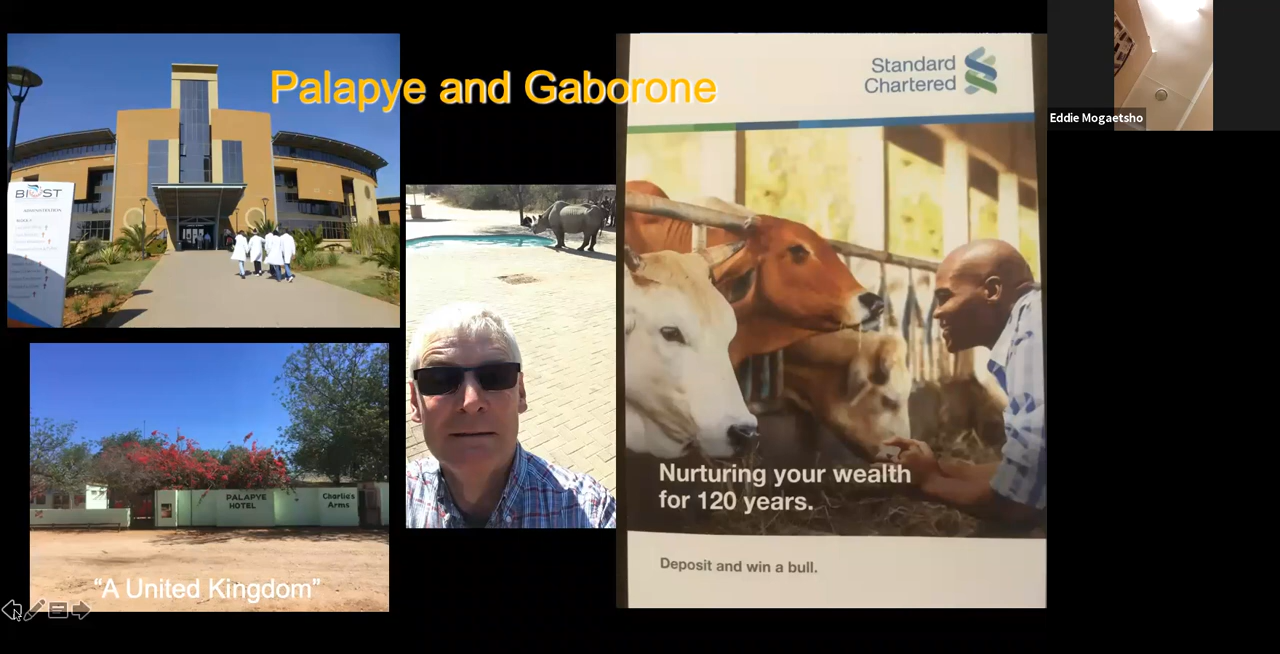 Palapye and Gaborone
BIUST
ADMINISTRATION
PALAPYE
HOTEL
Charlies
Arms
“A United Kingdom”
Standard
Chartered
Nurturing your wealth
for 120 years.
Deposit and win a bull.
Eddie Mogaetsho